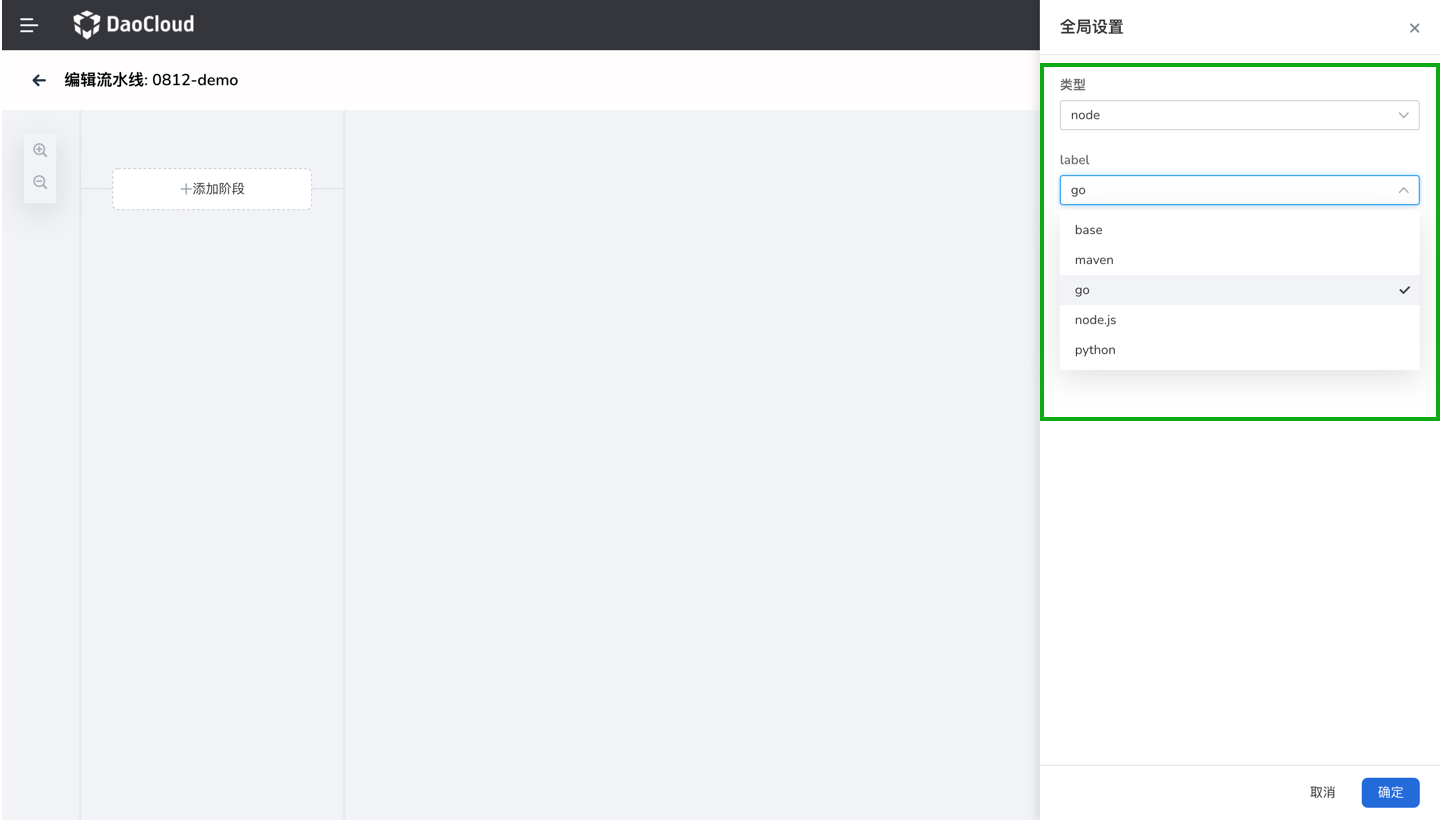 DaoCloud
编辑流水线: 0812-demo
添加阶段
全局设置
类型
node
label
go
base
maven
go
node.js
python
取消
确定